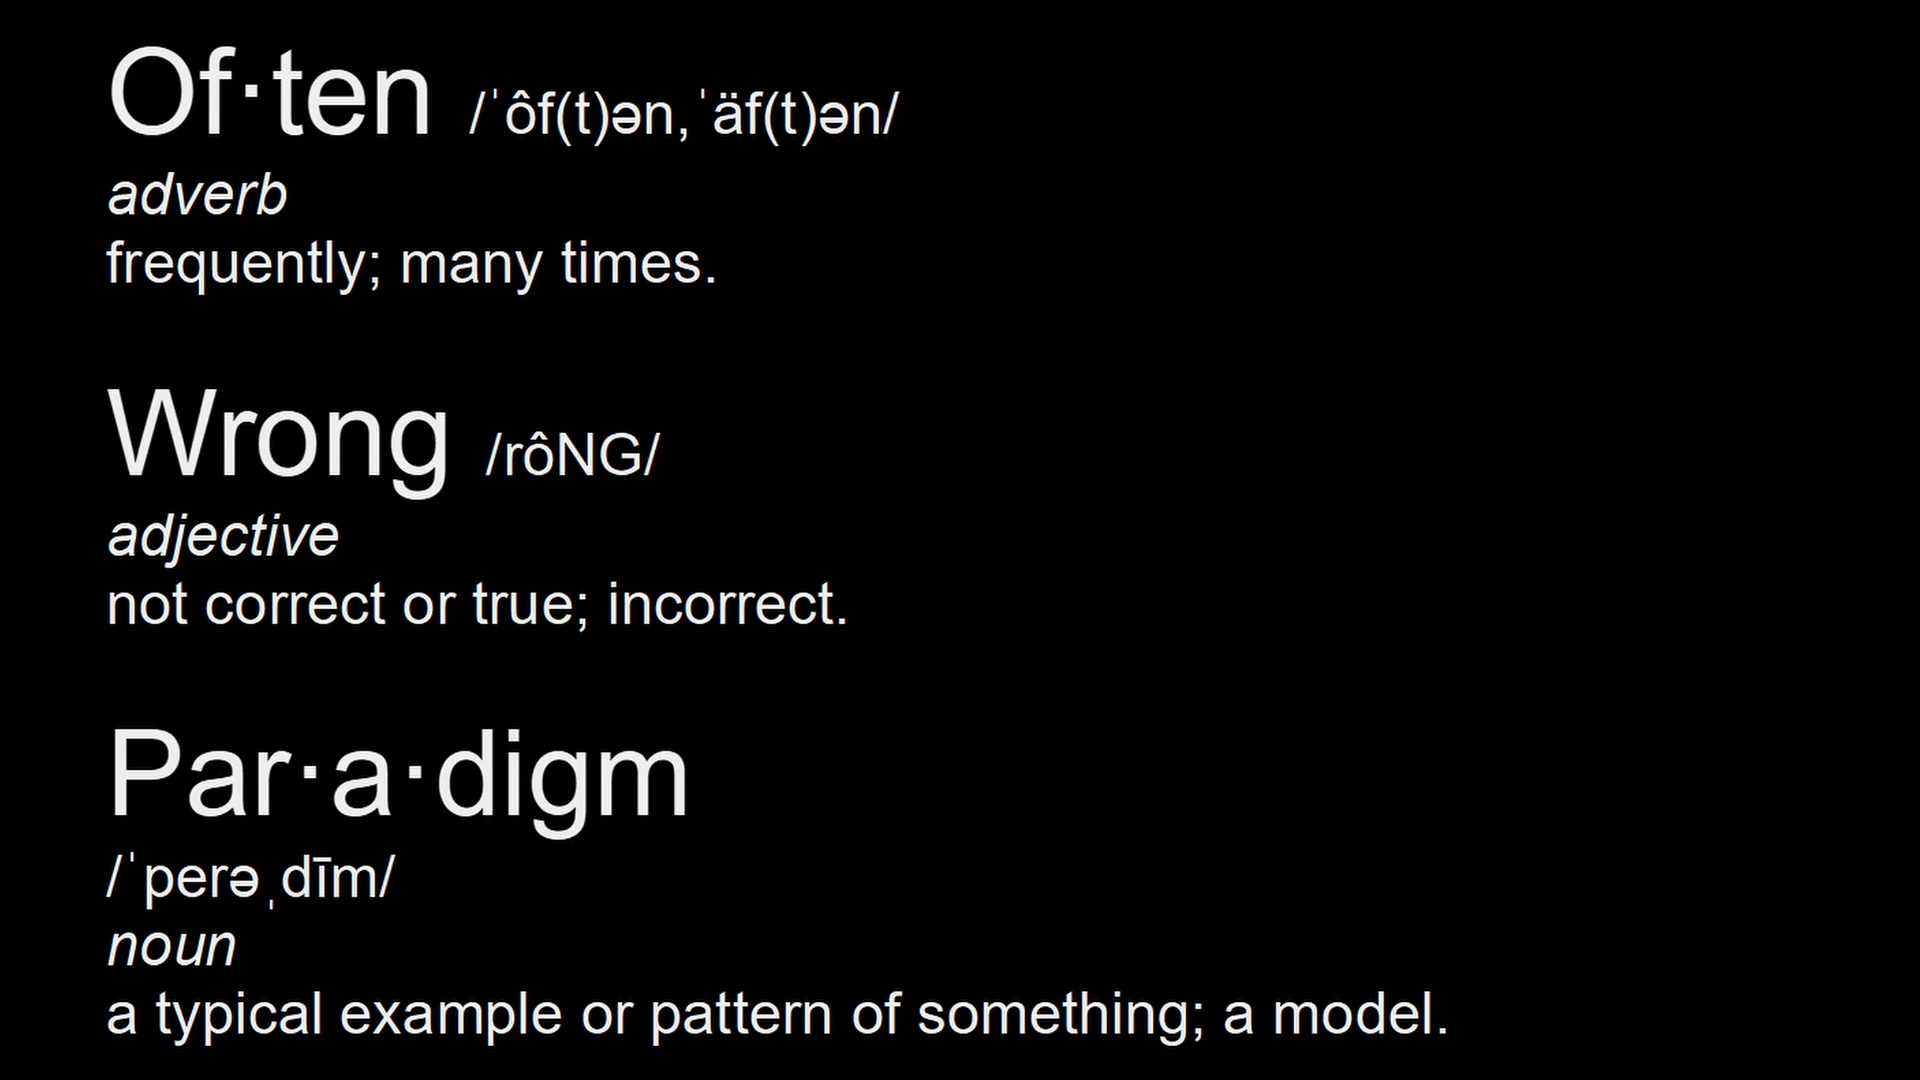 Of·ten /ˈôf(t)ən,ˈäf(t)ən/
adverb
frequently; many times.
Wrong /rôNG/
adjective
not correct or true; incorrect.
Par·a·digm
/ˈperəˌdīm/
noun
a typical example or pattern of something; a model.